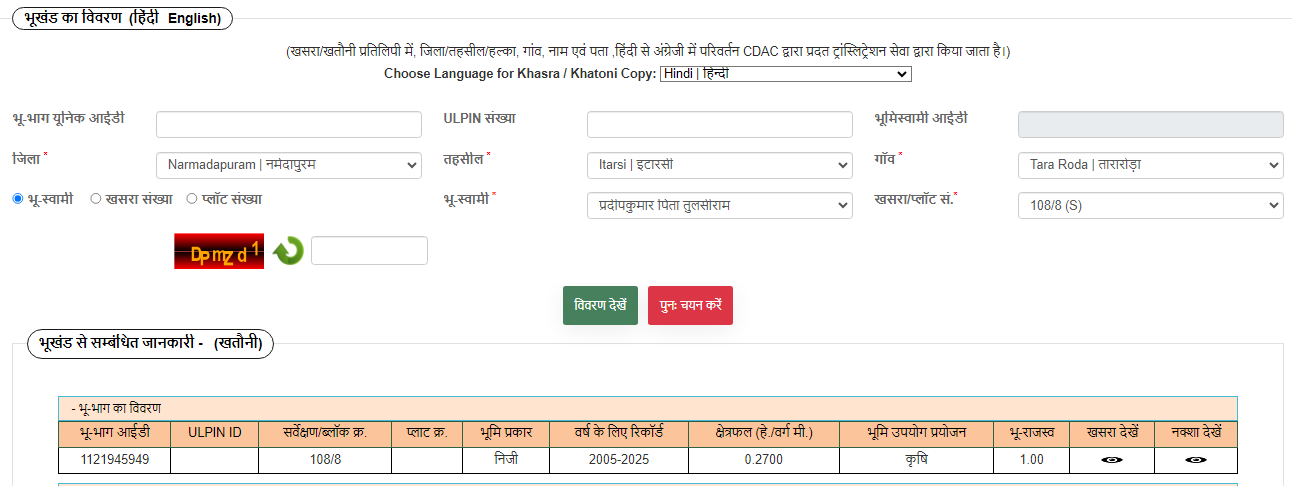 भूखंड का विवरण (हिंदी English)
(खसरा/खतौनी प्रतिलिपी में, जिला/तहसील/हल्का, गांव, नाम एवं पता ,हिंदी से अंग्रेजी में परिवर्तन CDAC द्वारा प्रदत ट्रांस्लिट्रेशन सेवा द्वारा किया जाता है।)
Choose Language for Khasra / Khatoni Copy: Hindi | हिन्दी
भू-भाग यूनिक आईडी ULPIN संख्या भूमिस्वामी आईडी
जिला * Narmadapuram | नर्मदापुरम तहसील * Itarsi | इटारसी गाँव * Tara Roda | तारारोड़ा
भू-स्वामी खसरा संख्या प्लॉट संख्या भू-स्वामी * प्रदीपकुमार पिता तुलसीराम खसरा/प्लॉट सं.* 108/8 (S)
Dpmzd1
विवरण देखें पुनः चयन करें
भूखंड से सम्बंधित जानकारी - (खतौनी)
- भू-भाग का विवरण
भू-भाग आईडी ULPIN ID सर्वेक्षण/ब्लॉक क्र. प्लाट क्र. भूमि प्रकार वर्ष के लिए रिकॉर्ड क्षेत्रफल (हे./वर्ग मी.) भूमि उपयोग प्रयोजन भू-राजस्व खसरा देखें नक्शा देखें
1121945949 108/8 निजी 2005-2025 0.2700 कृषि 1.00